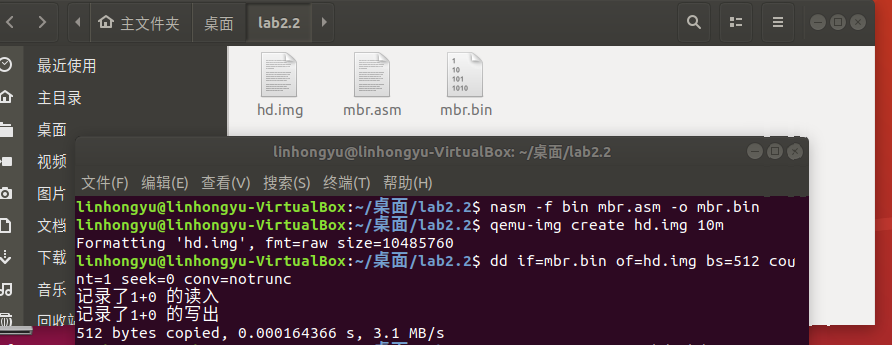 主文件夹 桌面 lab2.2
最近使用
主目录
桌面
视频
图片
文档
下载
音乐
回收站
hd.img mbr.asm mbr.bin
1
10
101
1010
linhongyu@linhongyu-VirtualBox: ~/桌面/lab2.2
文件(F) 编辑(E) 查看(V) 搜索(S) 终端(T) 帮助(H)
linhongyu@linhongyu-VirtualBox:~/桌面/lab2.2$ nasm -f bin mbr.asm -o mbr.bin
linhongyu@linhongyu-VirtualBox:~/桌面/lab2.2$ qemu-img create hd.img 10m
Formatting 'hd.img', fmt=raw size=10485760
linhongyu@linhongyu-VirtualBox:~/桌面/lab2.2$ dd if=mbr.bin of=hd.img bs=512 cou
nt=1 seek=0 conv=notrunc
记录了1+0 的读入
记录了1+0 的写出
512 bytes copied, 0.000164366 s, 3.1 MB/s